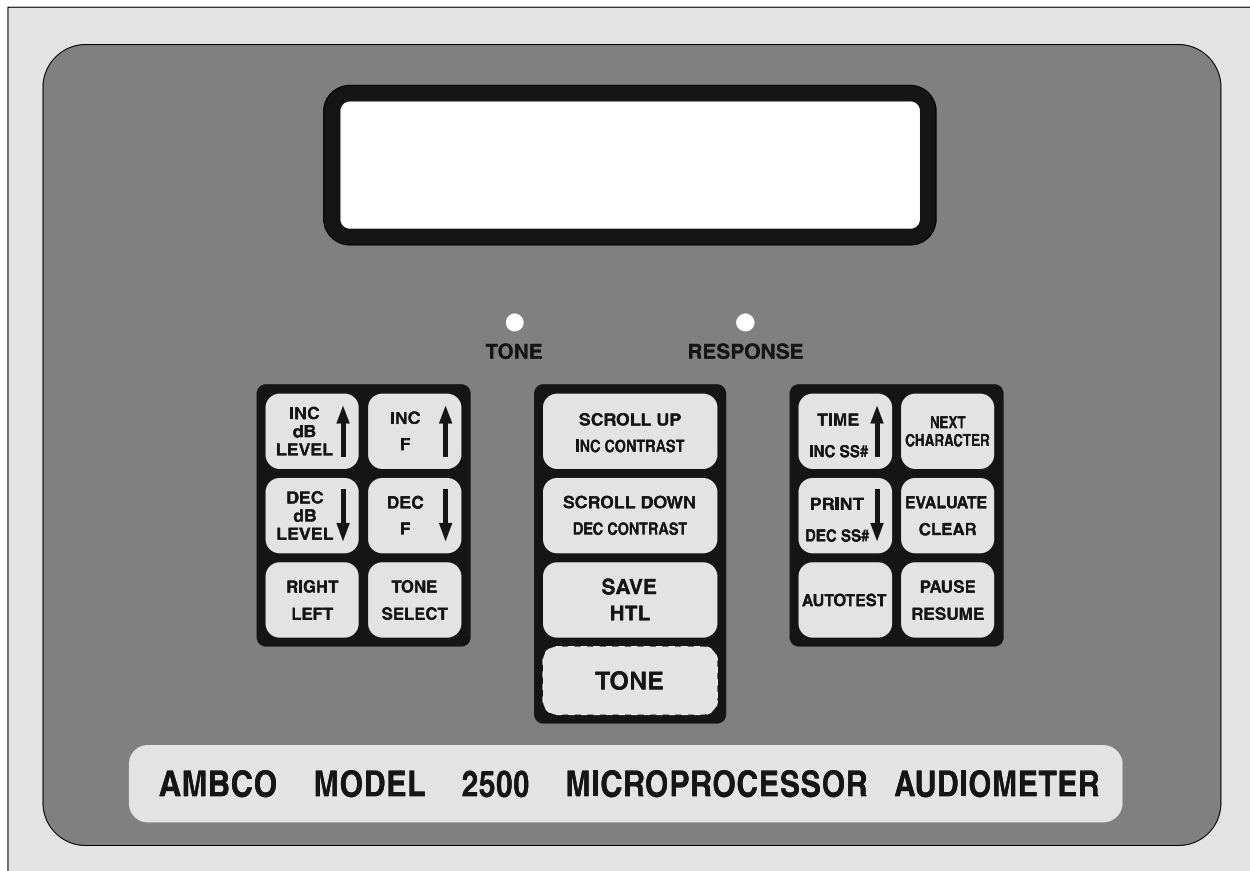 TONE
RESPONSE
INC
dB
LEVEL
INC
F
DEC
dB
LEVEL
DEC
F
RIGHT
LEFT
TONE
SELECT
SCROLL UP
INC CONTRAST
SCROLL DOWN
DEC CONTRAST
SAVE
HTL
TONE
TIME
INC SS#
NEXT
CHARACTER
PRINT
DEC SS#
EVALUATE
CLEAR
AUTOTEST
PAUSE
RESUME
AMBCO MODEL 2500 MICROPROCESSOR AUDIOMETER